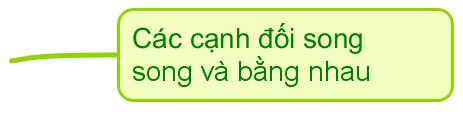 Các cạnh đối song
song và bằng nhau